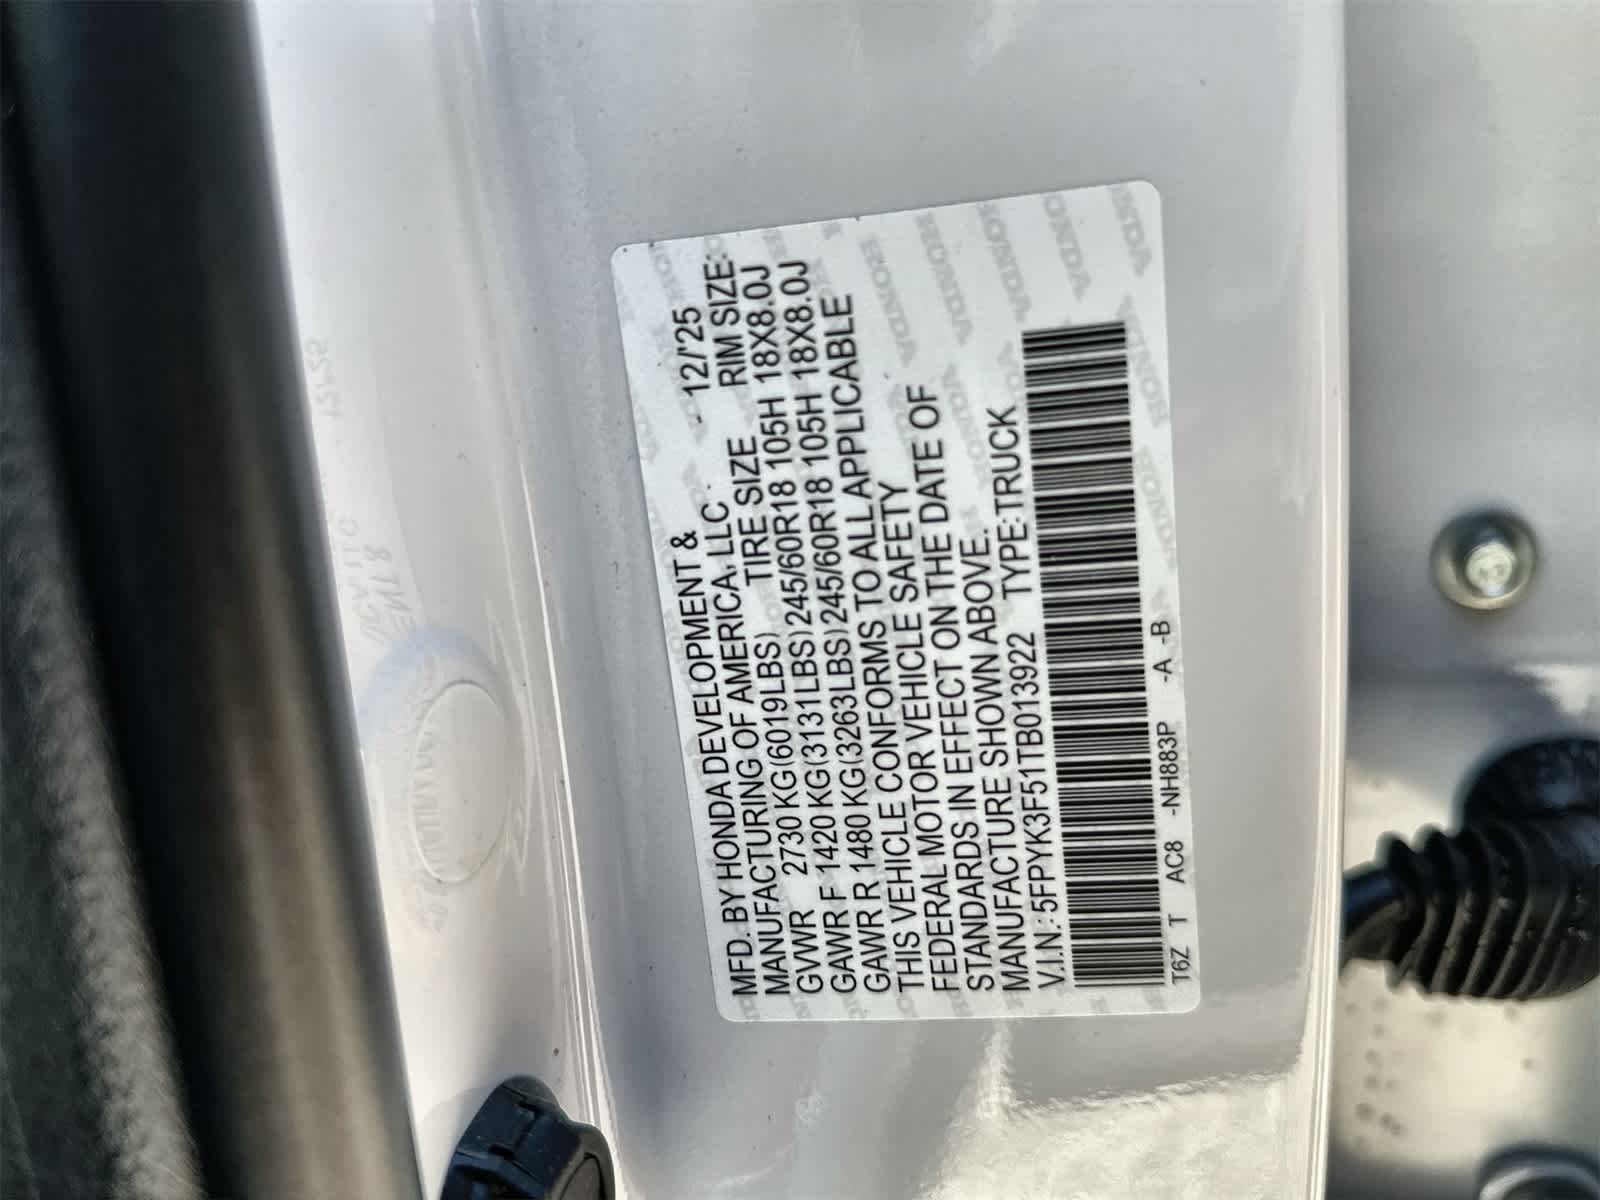 MFD. BY HONDA DEVELOPMENT & - 12/'25
MANUFACTURING OF AMERICA, LLC
TIRE SIZE RIM SIZE:
GVWR 2730 KG(6019LBS)
GAWR F 1420 KG(3131LBS) 245/60R18 105H 18X8.0J
GAWR R 1480 KG(3263LBS) 245/60R18 105H 18X8.0J
THIS VEHICLE CONFORMS TO ALL APPLICABLE
FEDERAL MOTOR VEHICLE SAFETY
STANDARDS IN EFFECT ON THE DATE OF
MANUFACTURE SHOWN ABOVE.
V.I.N.: 5FPYK3F51TB013922 TYPE:TRUCK
T6Z T AC8 -NH883P -A -B
HONDA